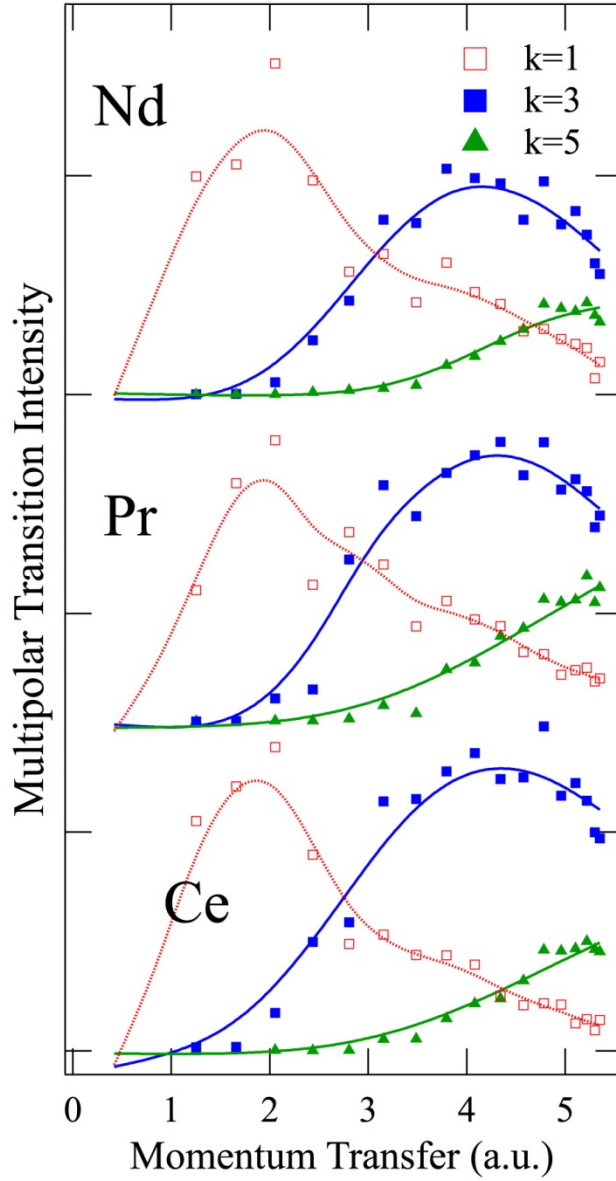 Nd
k=1
k=3
k=5
Pr
Ce
Multipolar Transition Intensity
0 1 2 3 4 5
Momentum Transfer (a.u.)